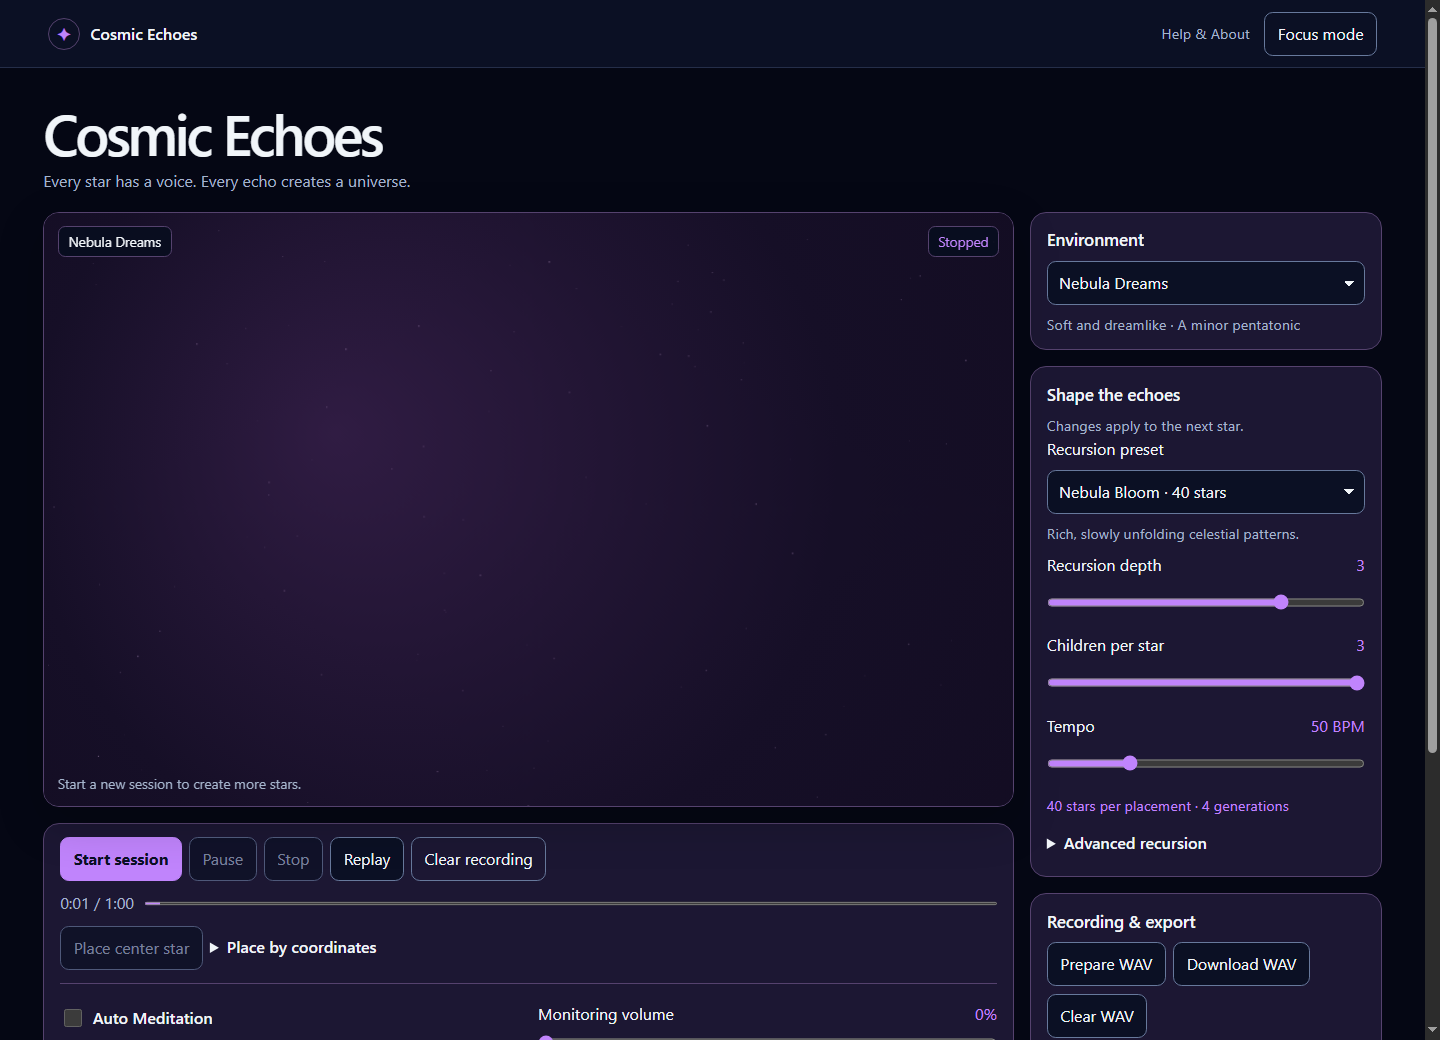 Cosmic Echoes
Help & About
Focus mode
Cosmic Echoes
Every star has a voice. Every echo creates a universe.
Nebula Dreams
Stopped
Start a new session to create more stars.
Start session
Pause
Stop
Replay
Clear recording
0:01 / 1:00
Place center star
Place by coordinates
Auto Meditation
Monitoring volume
0%
Environment
Nebula Dreams
Soft and dreamlike · A minor pentatonic
Shape the echoes
Changes apply to the next star.
Recursion preset
Nebula Bloom · 40 stars
Rich, slowly unfolding celestial patterns.
Recursion depth
3
Children per star
3
Tempo
50 BPM
40 stars per placement · 4 generations
Advanced recursion
Recording & export
Prepare WAV
Download WAV
Clear WAV